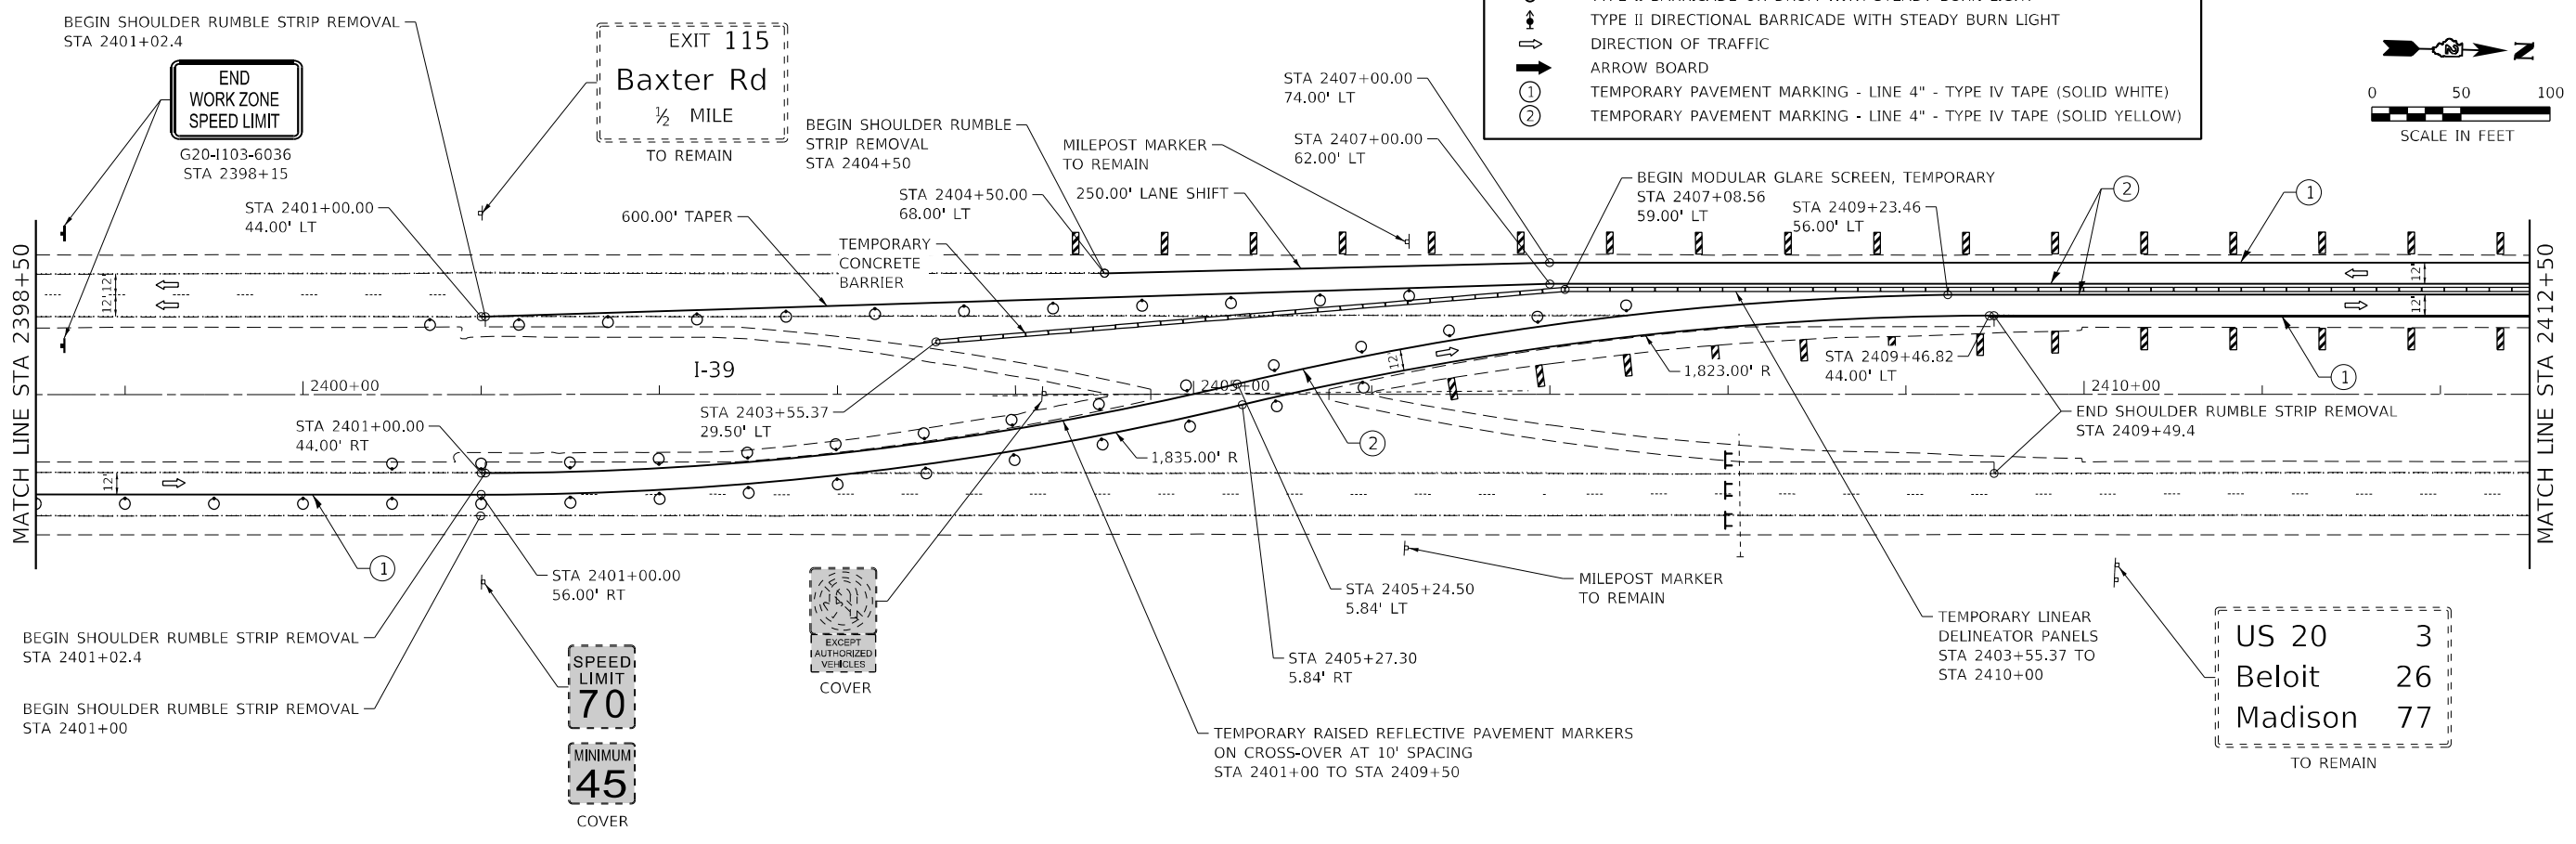 BEGIN SHOULDER RUMBLE STRIP REMOVAL
STA 2401+02.4
END
WORK ZONE
SPEED LIMIT
G20-I103-6036
STA 2398+15
EXIT 115
Baxter Rd
½ MILE
TO REMAIN
STA 2401+00.00
44.00' LT
600.00' TAPER
BEGIN SHOULDER RUMBLE
STRIP REMOVAL
STA 2404+50
STA 2404+50.00
68.00' LT
TEMPORARY
CONCRETE
BARRIER
MILEPOST MARKER
TO REMAIN
250.00' LANE SHIFT
STA 2407+00.00
74.00' LT
STA 2407+00.00
62.00' LT
TYPE II DIRECTIONAL BARRICADE WITH STEADY BURN LIGHT
DIRECTION OF TRAFFIC
ARROW BOARD
1 TEMPORARY PAVEMENT MARKING - LINE 4" - TYPE IV TAPE (SOLID WHITE)
2 TEMPORARY PAVEMENT MARKING - LINE 4" - TYPE IV TAPE (SOLID YELLOW)
N
0 50 100
SCALE IN FEET
BEGIN MODULAR GLARE SCREEN, TEMPORARY
STA 2407+08.56
59.00' LT
STA 2409+23.46
56.00' LT
2
1
MATCH LINE STA 2398+50
12'
12'
12'
12'
I-39
2400+00
2405+00
2410+00
STA 2403+55.37
29.50' LT
STA 2401+00.00
44.00' RT
12'
12'
1,835.00' R
1,823.00' R
STA 2409+46.82
44.00' LT
1
2
END SHOULDER RUMBLE STRIP REMOVAL
STA 2409+49.4
MATCH LINE STA 2412+50
1
STA 2401+00.00
56.00' RT
BEGIN SHOULDER RUMBLE STRIP REMOVAL
STA 2401+02.4
BEGIN SHOULDER RUMBLE STRIP REMOVAL
STA 2401+00
SPEED
LIMIT
70
MINIMUM
45
COVER
EXCEPT
AUTHORIZED
VEHICLES
COVER
STA 2405+24.50
5.84' LT
STA 2405+27.30
5.84' RT
MILEPOST MARKER
TO REMAIN
TEMPORARY RAISED REFLECTIVE PAVEMENT MARKERS
ON CROSS-OVER AT 10' SPACING
STA 2401+00 TO STA 2409+50
TEMPORARY LINEAR
DELINEATOR PANELS
STA 2403+55.37 TO
STA 2410+00
US 20 3
Beloit 26
Madison 77
TO REMAIN